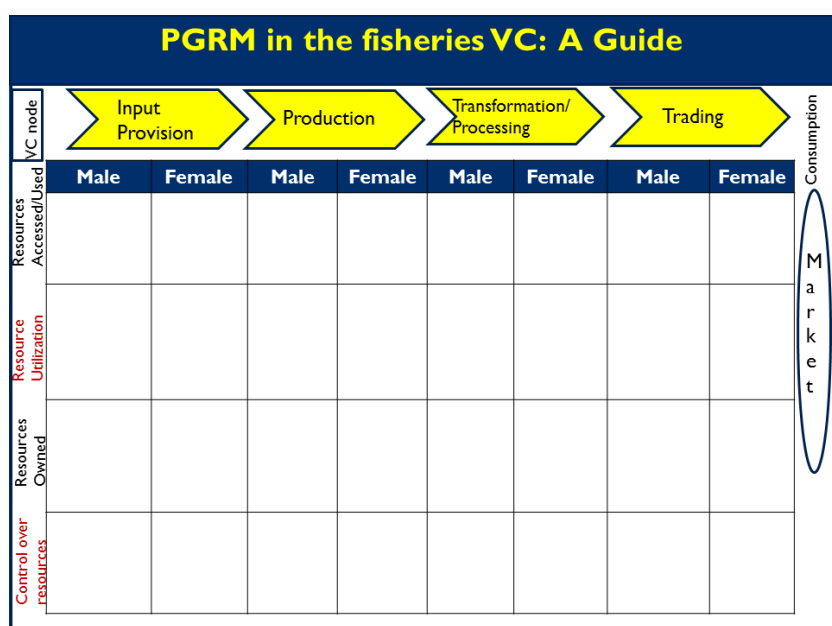 PGRM in the fisheries VC: A Guide
VC node
Input
Provision
Production
Transformation/
Processing
Trading
Consumption
Male Female Male Female Male Female Male Female
Resources
Accessed/Used
Resource
Utilization
Resources
Owned
Control over
resources
Market